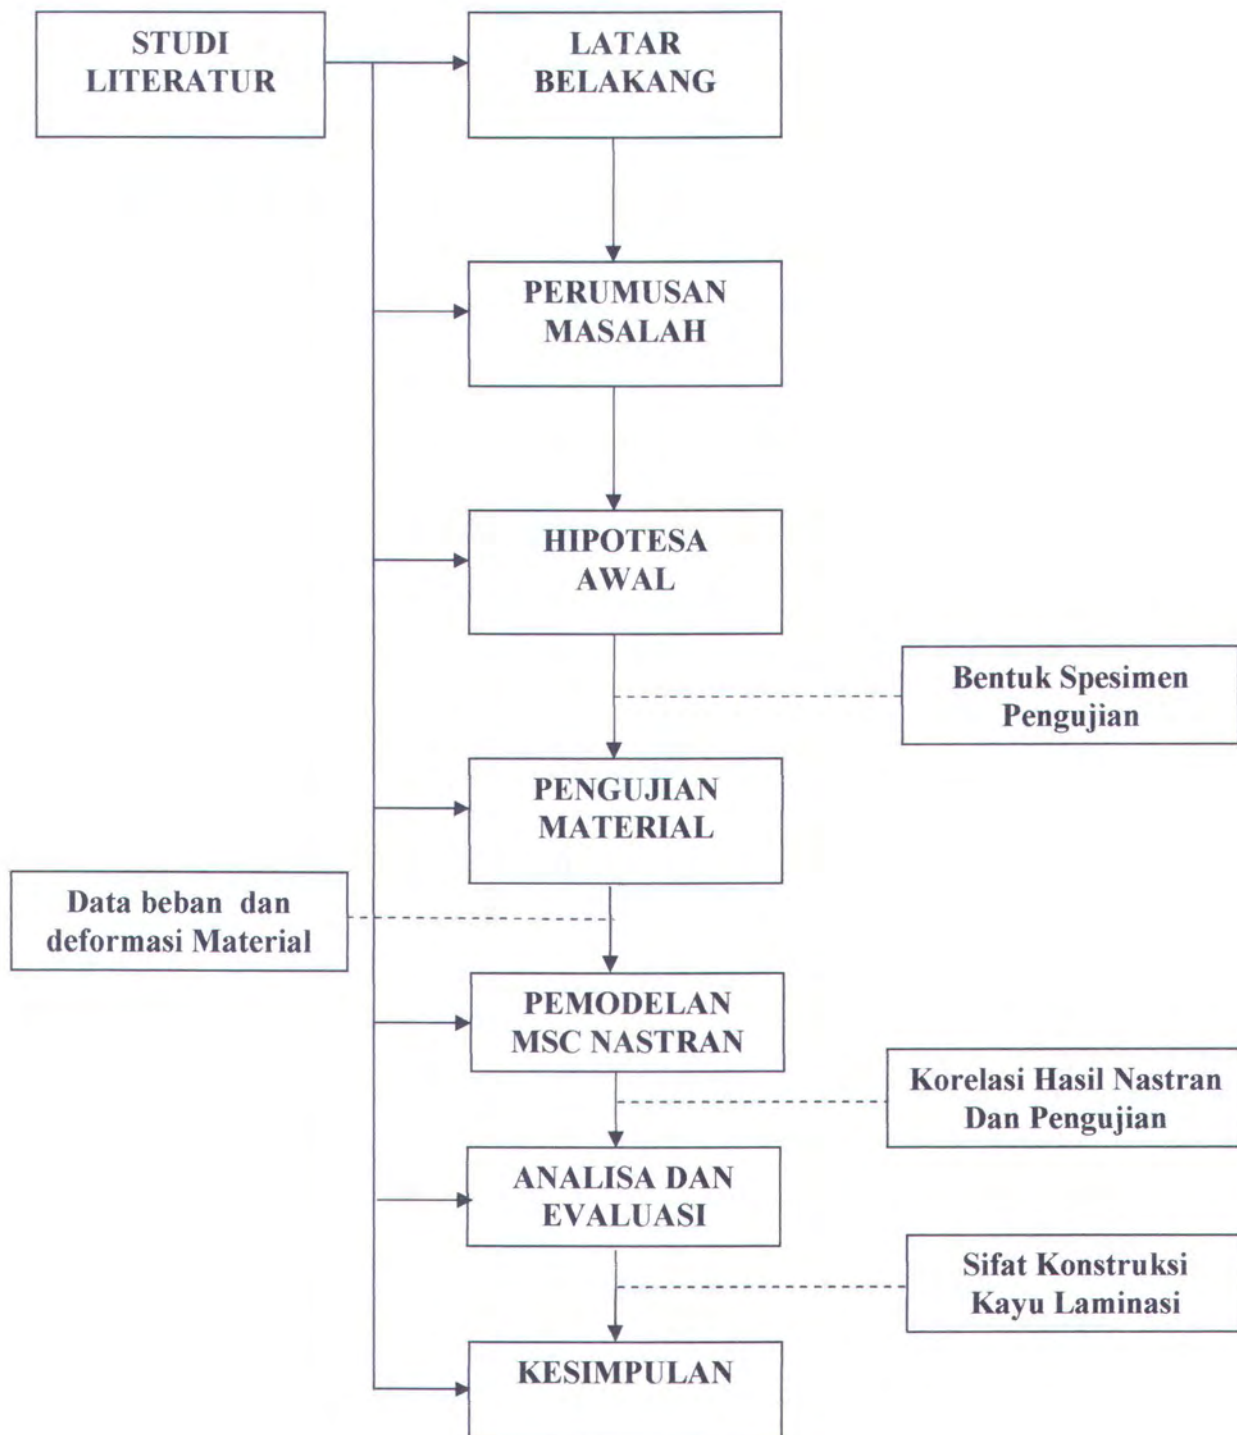 STUDI
LITERATUR
LATAR
BELAKANG
PERUMUSAN
MASALAH
HIPOTESA
AWAL
Bentuk Spesimen
Pengujian
PENGUJIAN
MATERIAL
Data beban dan
deformasi Material
PEMODELAN
MSC NASTRAN
Korelasi Hasil Nastran
Dan Pengujian
ANALISA DAN
EVALUASI
Sifat Konstruksi
Kayu Laminasi
KESIMPULAN